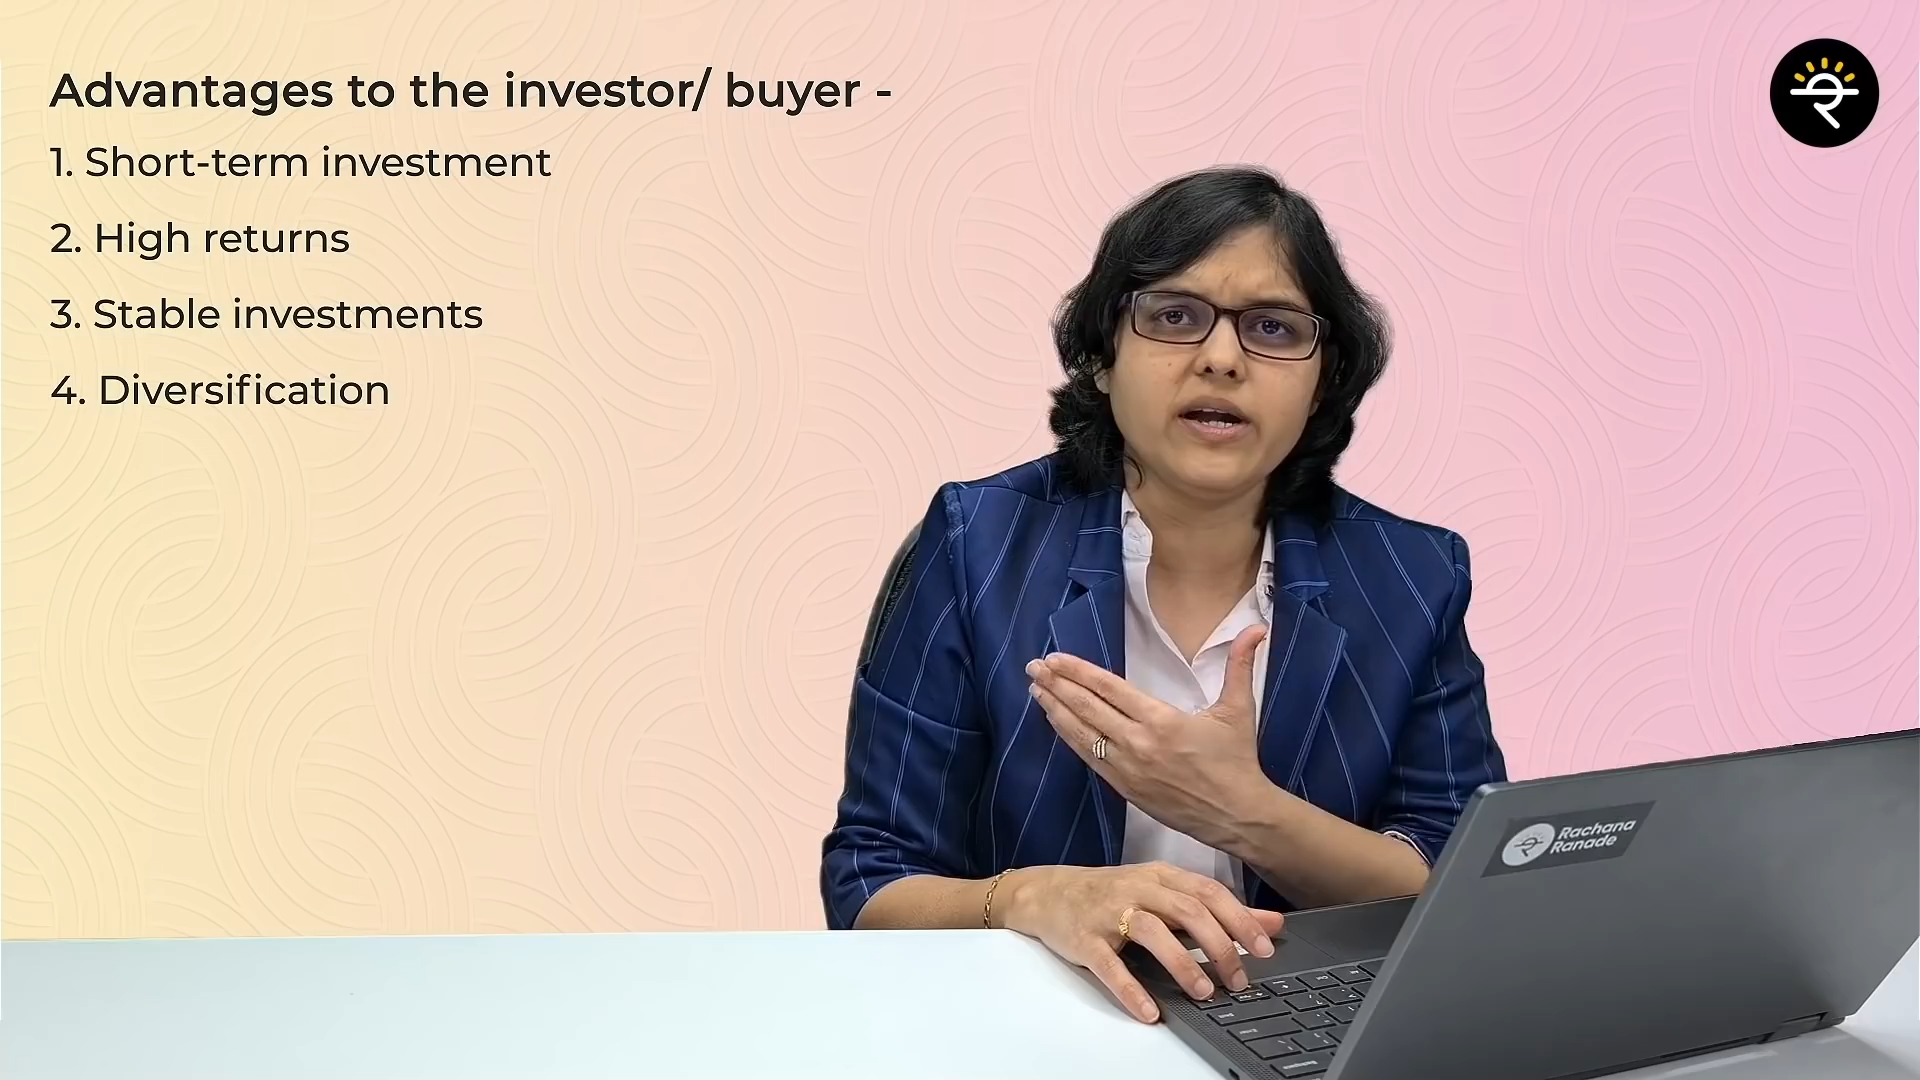 Advantages to the investor/ buyer -
1. Short-term investment
2. High returns
3. Stable investments
4. Diversification
Rachana
Ranade